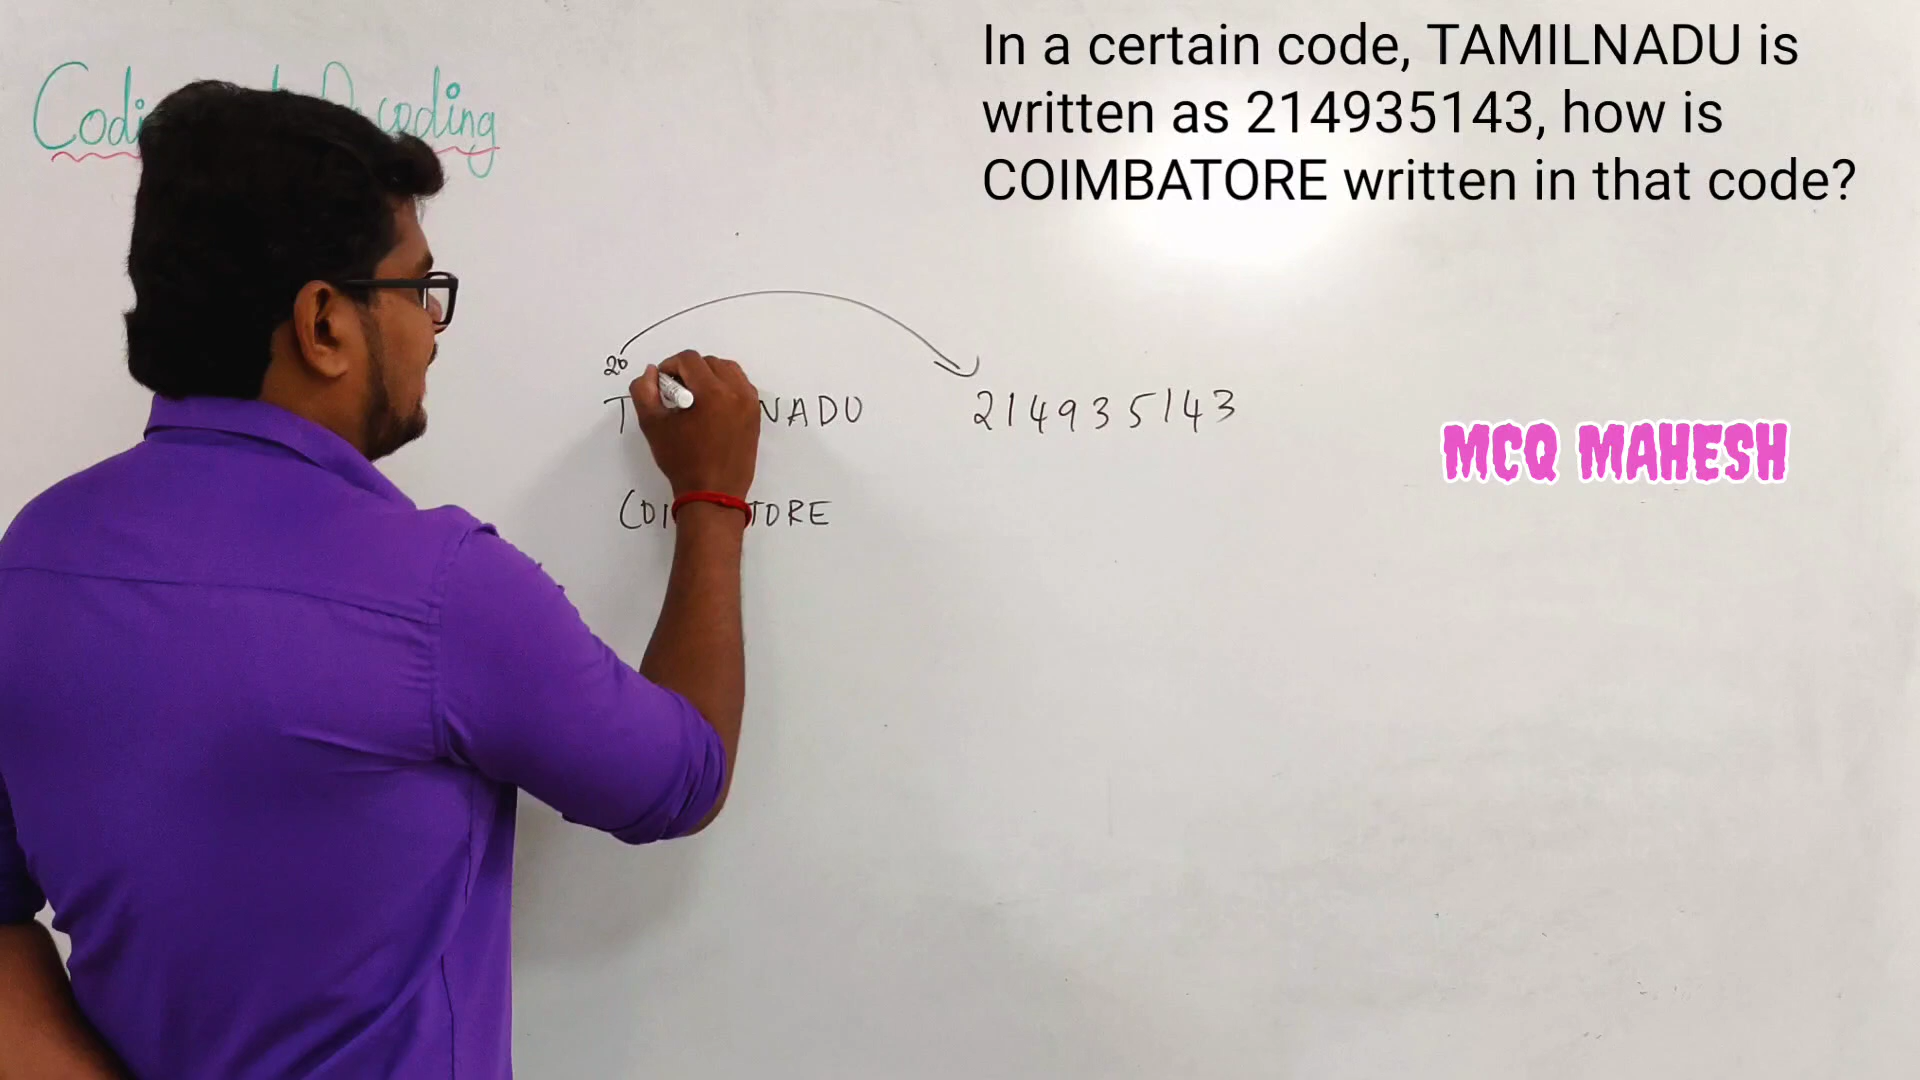 In a certain code, TAMILNADU is
written as 214935143, how is
COIMBATORE written in that code?
20
T NADU 214935143
MCQ MAHESH
COI TORE